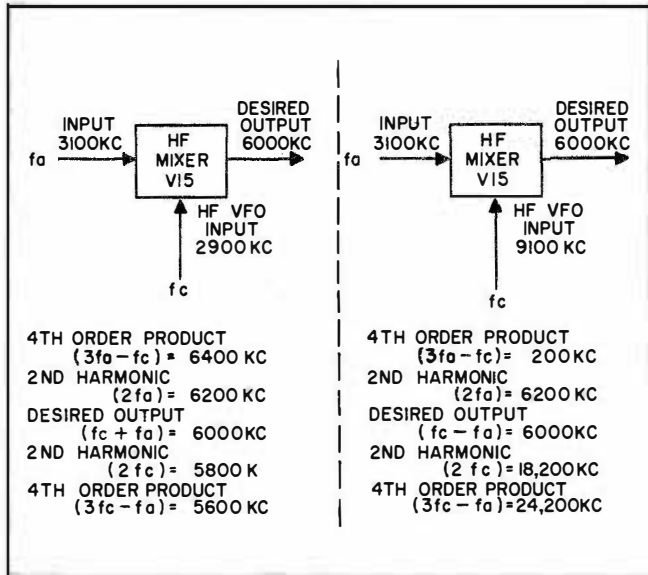 INPUT
3100KC
fa
HF
MIXER
V15
DESIRED
OUTPUT
6000KC
HF VFO
INPUT
2900 KC
fc
4TH ORDER PRODUCT
(3fa-fc) = 6400 KC
2ND HARMONIC
(2fa) = 6200 KC
DESIRED OUTPUT
(fc + fa) = 6000KC
2ND HARMONIC
(2fc) = 5800 K
4TH ORDER PRODUCT
(3fc-fa) = 5600 KC
INPUT
3100KC
fa
HF
MIXER
V15
DESIRED
OUTPUT
6000KC
HF VFO
INPUT
9100 KC
fc
4TH ORDER PRODUCT
(3fa-fc) = 200KC
2ND HARMONIC
(2fa) = 6200 KC
DESIRED OUTPUT
(fc - fa) = 6000KC
2ND HARMONIC
(2 fc) = 18,200KC
4TH ORDER PRODUCT
(3fc-fa) = 24,200KC